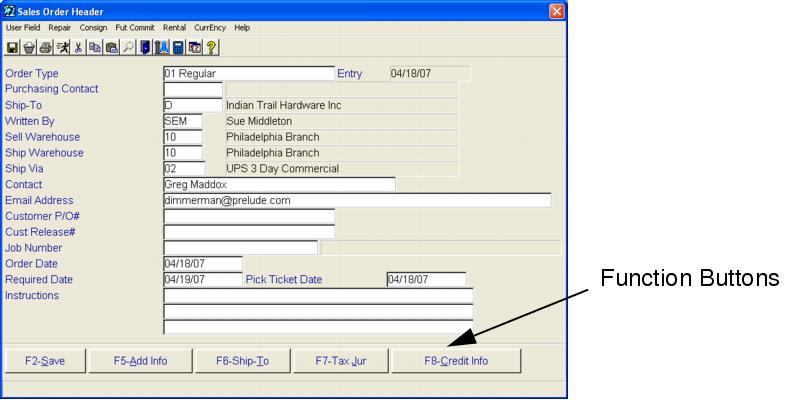 Sales Order Header
User Field Repair Consign Fut Commit Rental CurrEncy Help
Order Type 01 Regular Entry 04/18/07
Purchasing Contact
Ship-To D Indian Trail Hardware Inc
Written By SEM Sue Middleton
Sell Warehouse 10 Philadelphia Branch
Ship Warehouse 10 Philadelphia Branch
Ship Via 02 UPS 3 Day Commercial
Contact Greg Maddox
Email Address dimmerman@prelude.com
Customer P/O#
Cust Release#
Job Number
Order Date 04/18/07
Required Date 04/19/07 Pick Ticket Date 04/18/07
Instructions
Function Buttons
F2-Save F5-Add Info F6-Ship-To F7-Tax Jur F8-Credit Info